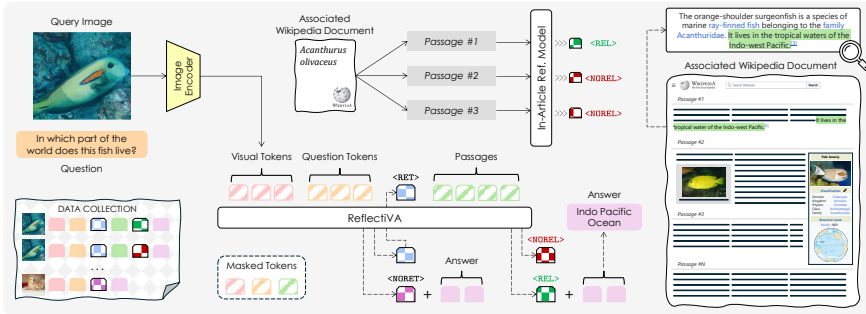 Query Image
Image
Encoder
In which part of the
world does this fish live?
Question
Associated
Wikipedia Document
Acanthurus
olivaceus
WIKIPEDIA
Passage #1
Passage #2
Passage #3
In-Article Ref. Model
>>> <REL>
>>> <NOREL>
>>> <NOREL>
The orange-shoulder surgeonfish is a species of
marine ray-finned fish belonging to the family
Acanthuridae. It lives in the tropical waters of the
Indo-west Pacific.
Associated Wikipedia Document
WIKIPEDIA
Search
Passage #1
It lives in the
tropical water of the Indo-west Pacific.
Passage #2
Passage #3
Passage #N
Visual Tokens
Question Tokens
<RET>
Passages
ReflectiVA
Answer
Indo Pacific
Ocean
DATA COLLECTION
...
Masked Tokens
<NORET>
+
Answer
<NOREL>
<REL>
+